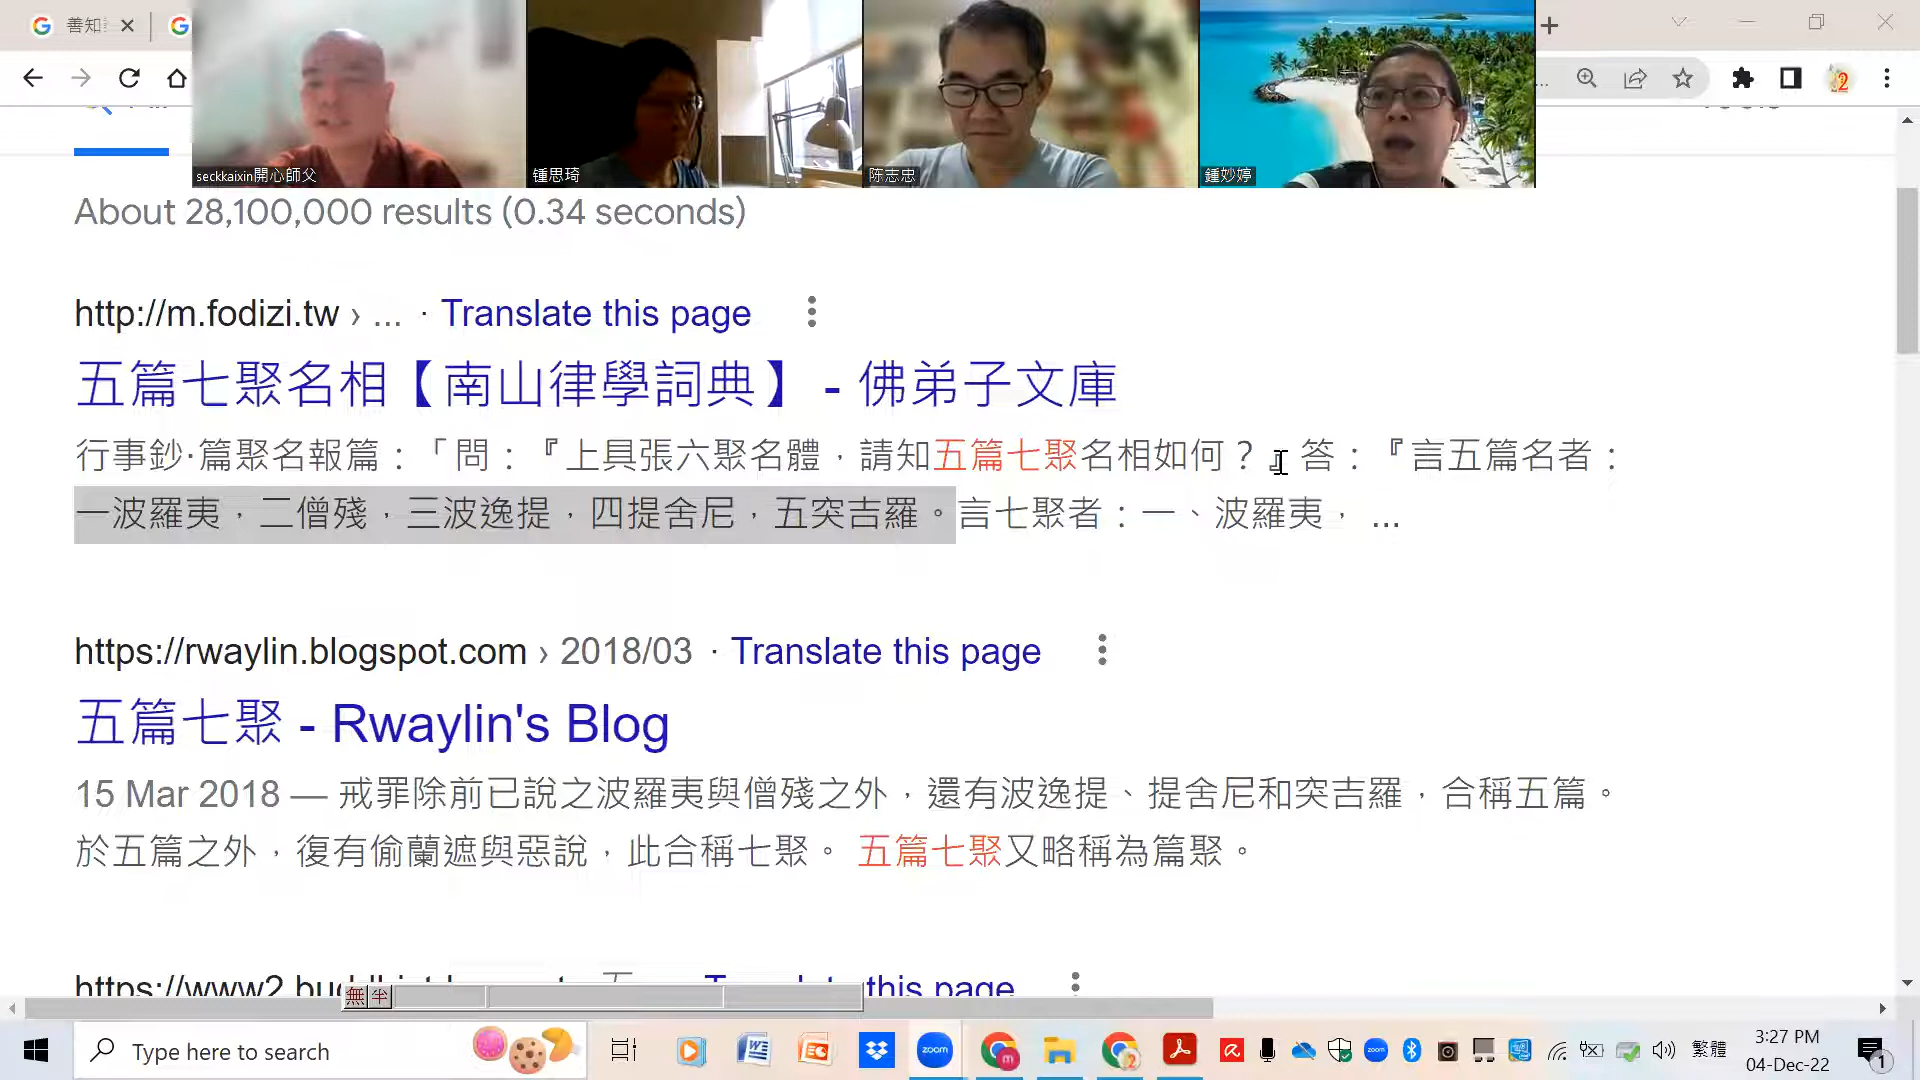 善知
seckkaixin開心師父
锺思琦
陈志忠
鍾妙婷
About 28,100,000 results (0.34 seconds)
http://m.fodizi.tw › ... · Translate this page
五篇七聚名相【南山律學詞典】 - 佛弟子文庫
行事鈔·篇聚名報篇：「問：『上具張六聚名體，請知五篇七聚名相如何？』答：『言五篇名者：
一波羅夷，二僧殘，三波逸提，四提舍尼，五突吉羅。言七聚者：一、波羅夷， ...
https://rwaylin.blogspot.com › 2018/03 · Translate this page
五篇七聚 - Rwaylin's Blog
15 Mar 2018 — 戒罪除前已說之波羅夷與僧殘之外，還有波逸提、提舍尼和突吉羅，合稱五篇。
於五篇之外，復有偷蘭遮與惡說，此合稱七聚。 五篇七聚又略稱為篇聚。
https://www2.bud
this page
無 半
Type here to search
zoom
zoom
繁體
3:27 PM
04-Dec-22
1